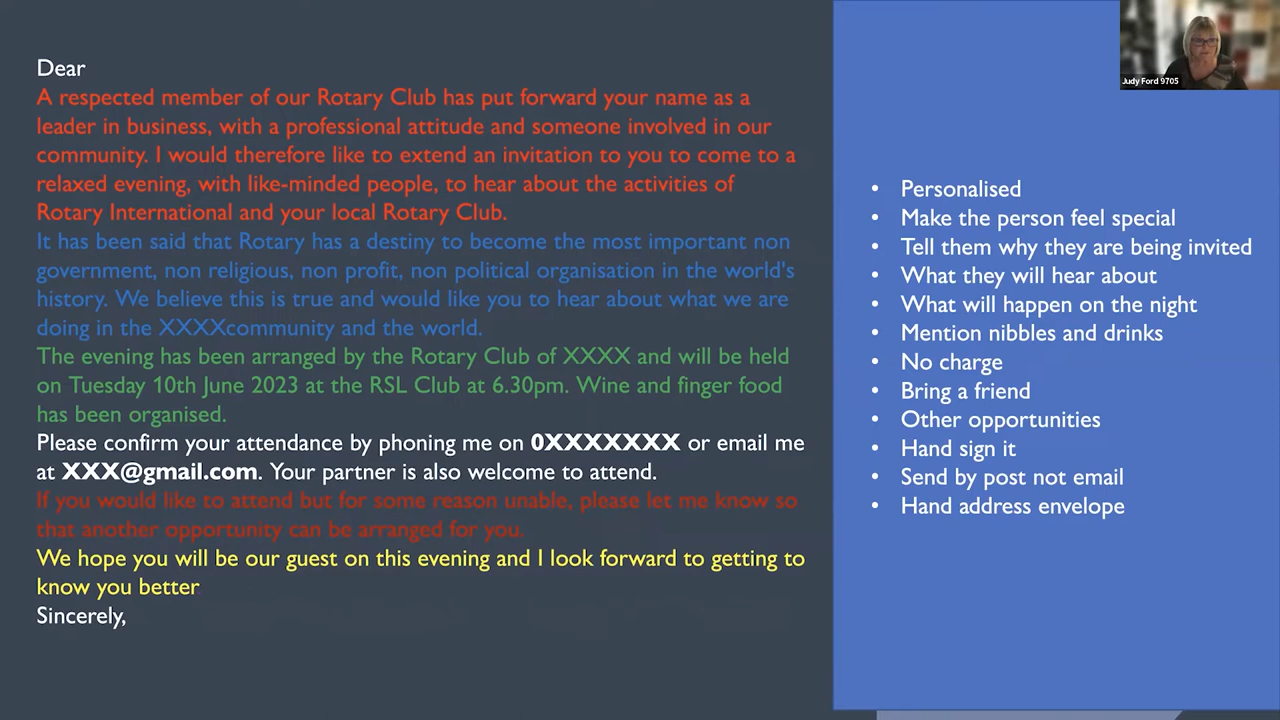 Dear
A respected member of our Rotary Club has put forward your name as a
leader in business, with a professional attitude and someone involved in our
community. I would therefore like to extend an invitation to you to come to a
relaxed evening, with like-minded people, to hear about the activities of
Rotary International and your local Rotary Club.
It has been said that Rotary has a destiny to become the most important non
government, non religious, non profit, non political organisation in the world's
history. We believe this is true and would like you to hear about what we are
doing in the XXXXcommunity and the world.
The evening has been arranged by the Rotary Club of XXXX and will be held
on Tuesday 10th June 2023 at the RSL Club at 6.30pm. Wine and finger food
has been organised.
Please confirm your attendance by phoning me on 0XXXXXXX or email me
at XXX@gmail.com. Your partner is also welcome to attend.
If you would like to attend but for some reason unable, please let me know so
that another opportunity can be arranged for you.
We hope you will be our guest on this evening and I look forward to getting to
know you better
Sincerely,
• Personalised
• Make the person feel special
• Tell them why they are being invited
• What they will hear about
• What will happen on the night
• Mention nibbles and drinks
• No charge
• Bring a friend
• Other opportunities
• Hand sign it
• Send by post not email
• Hand address envelope
Judy Ford 9705